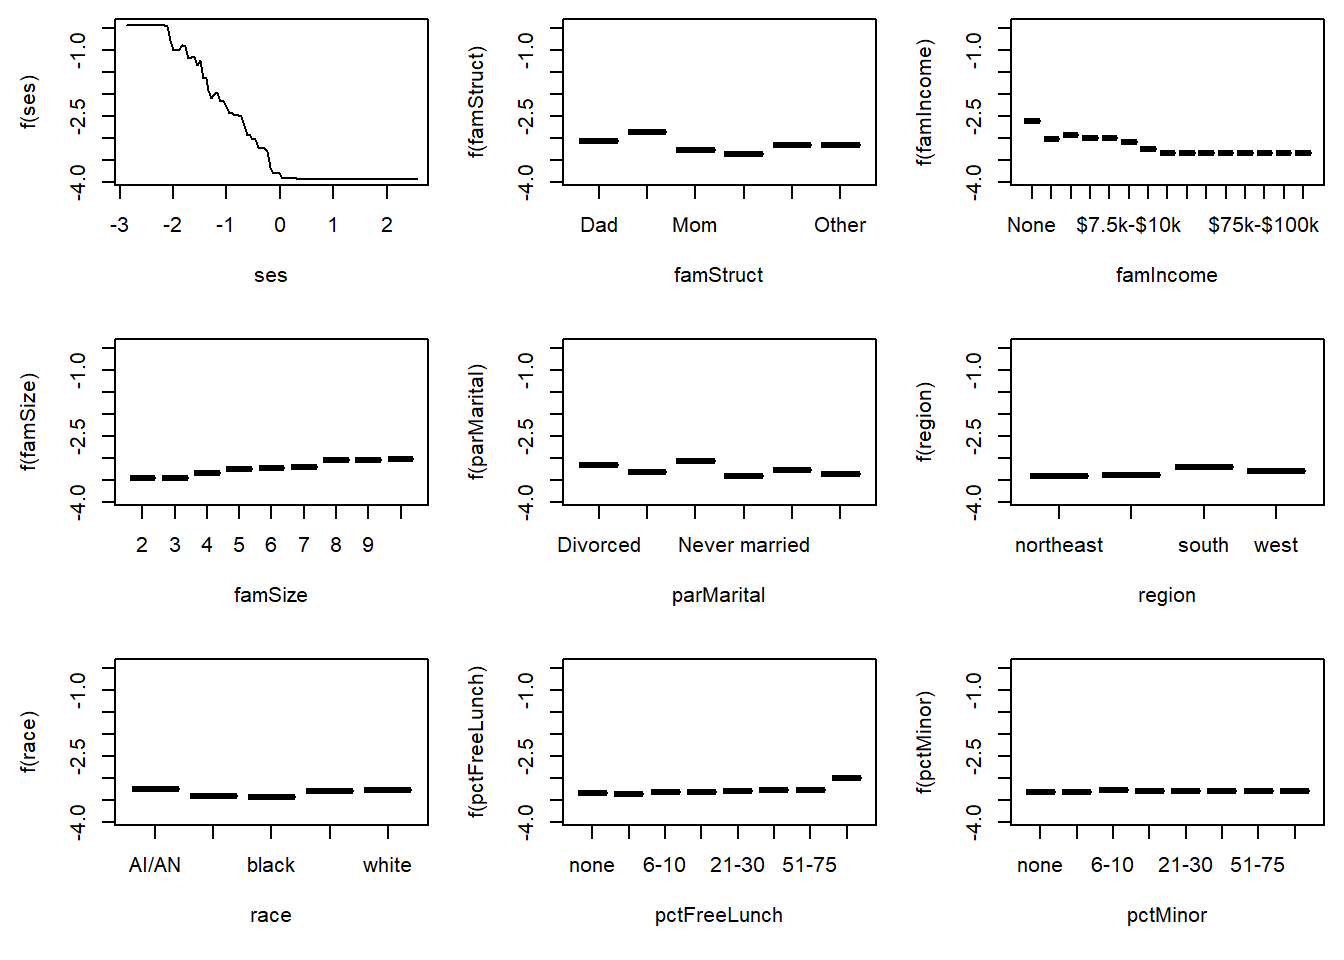 f(ses)
-1.0
-2.5
-4.0
-3 -2 -1 0 1 2
ses
f(famStruct)
-1.0
-2.5
-4.0
Dad Mom Other
famStruct
f(famIncome)
-1.0
-2.5
-4.0
None $7.5k-$10k $75k-$100k
famIncome
f(famSize)
-1.0
-2.5
-4.0
2 3 4 5 6 7 8 9
famSize
f(parMarital)
-1.0
-2.5
-4.0
Divorced Never married
parMarital
f(region)
-1.0
-2.5
-4.0
northeast south west
region
f(race)
-1.0
-2.5
-4.0
AI/AN black white
race
f(pctFreeLunch)
-1.0
-2.5
-4.0
none 6-10 21-30 51-75
pctFreeLunch
f(pctMinor)
-1.0
-2.5
-4.0
none 6-10 21-30 51-75
pctMinor